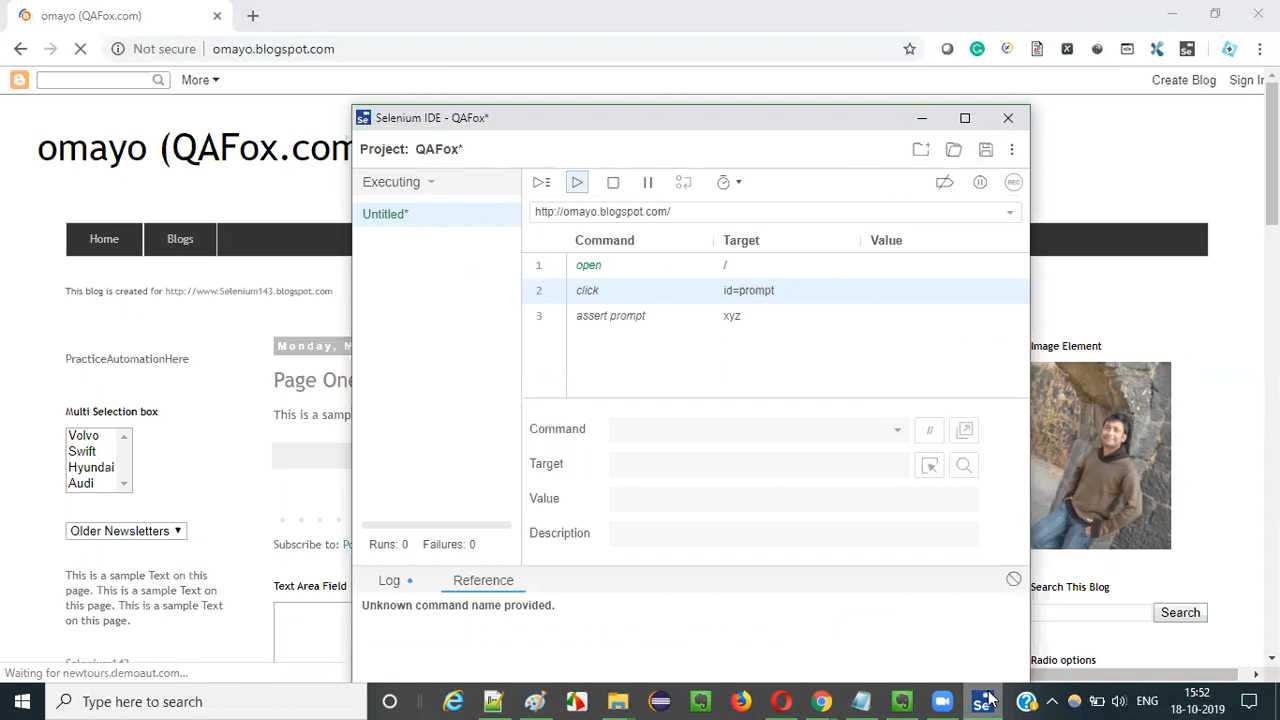 omayo (QAFox.com)
Not secure omayo.blogspot.com
More
Create Blog Sign In
omayo (QAFox.com
Home Blogs
This blog is created for http://www.Selenium143.blogspot.com
PracticeAutomationHere
Multi Selection box
Volvo
Swift
Hyundai
Audi
Older Newsletters
This is a sample Text on this
page. This is a sample Text on
this page. This is a sample Text
on this page.
Selenium143
Waiting for newtours.demoaut.com...
Monday, M
Page One
This is a samp
Subscribe to: Po
Text Area Field
Se Selenium IDE - QAFox*
Project: QAFox*
Executing
Untitled*
REC
http://omayo.blogspot.com/
Command Target Value
1 open /
2 click id=prompt
3 assert prompt xyz
Command //
Target
Value
Description
Runs: 0 Failures: 0
Log Reference
Unknown command name provided.
Image Element
Search This Blog
Search
Radio options
Type here to search
Se
ENG
15:52
18-10-2019